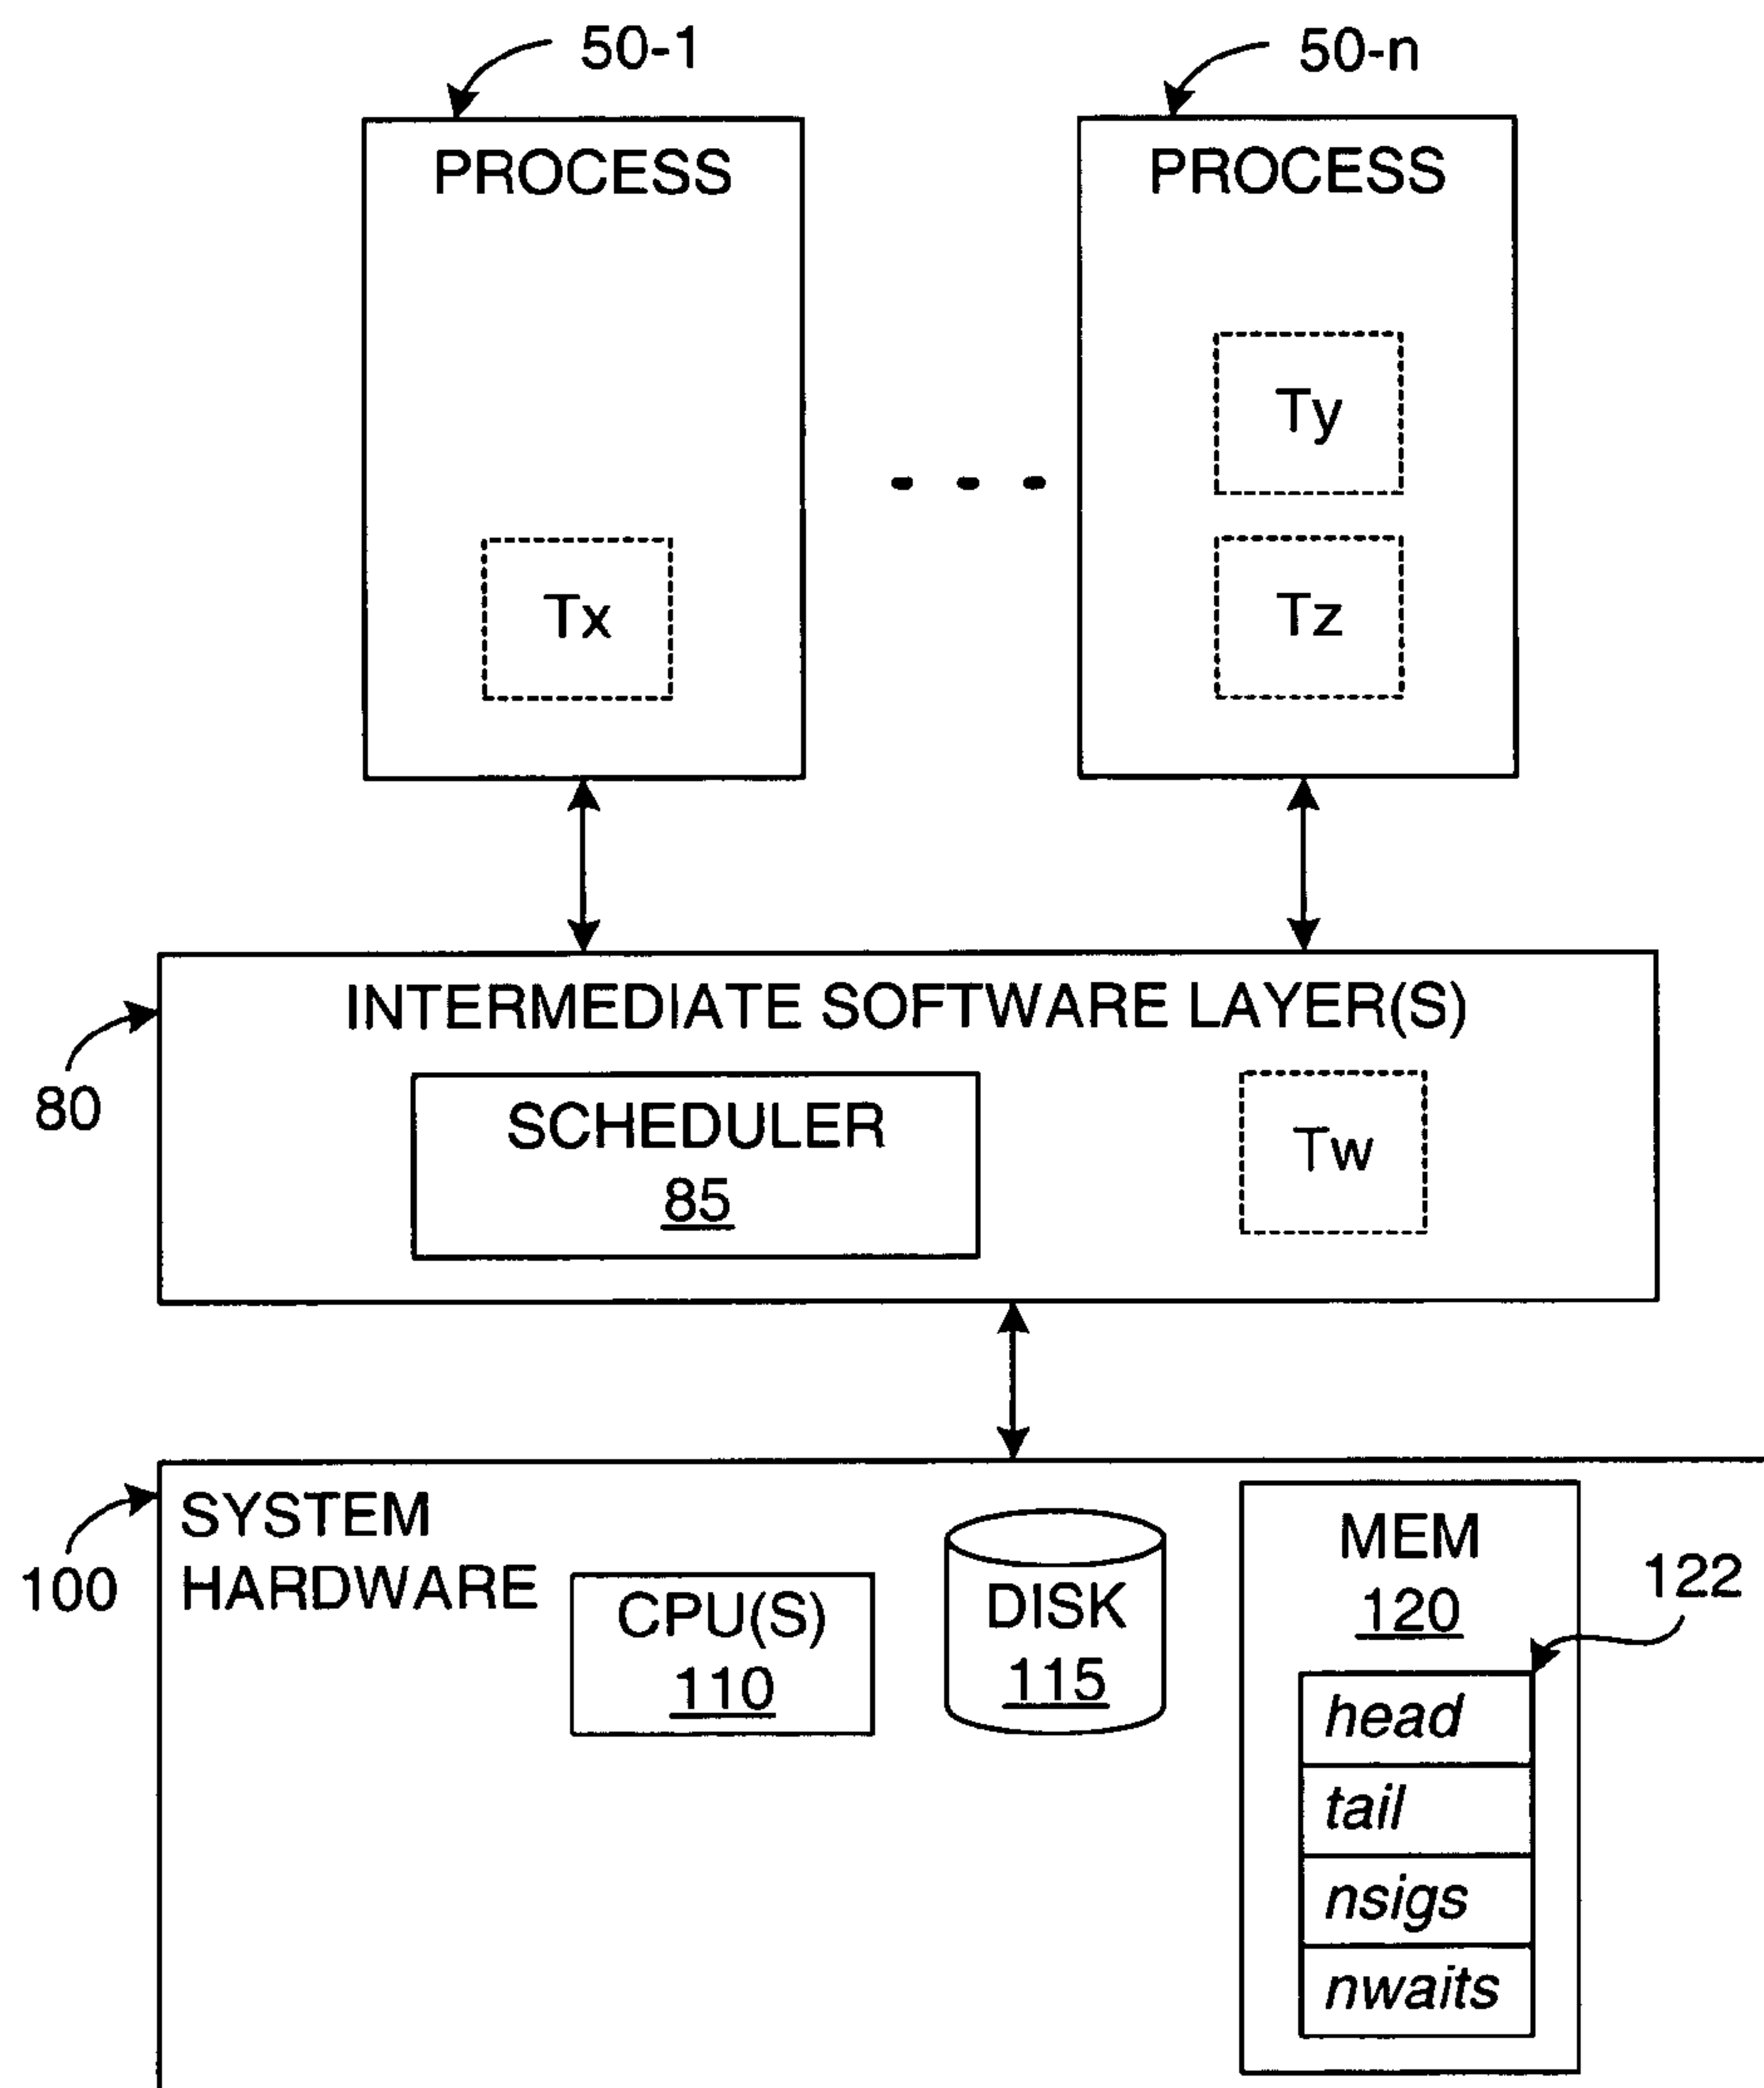 50-1
50-n
PROCESS
PROCESS
Ty
Tx
Tz
INTERMEDIATE SOFTWARE LAYER(S)
80
SCHEDULER
85
Tw
SYSTEM
HARDWARE
100
CPU(S)
110
DISK
115
MEM
120
122
head
tail
nsigs
nwaits